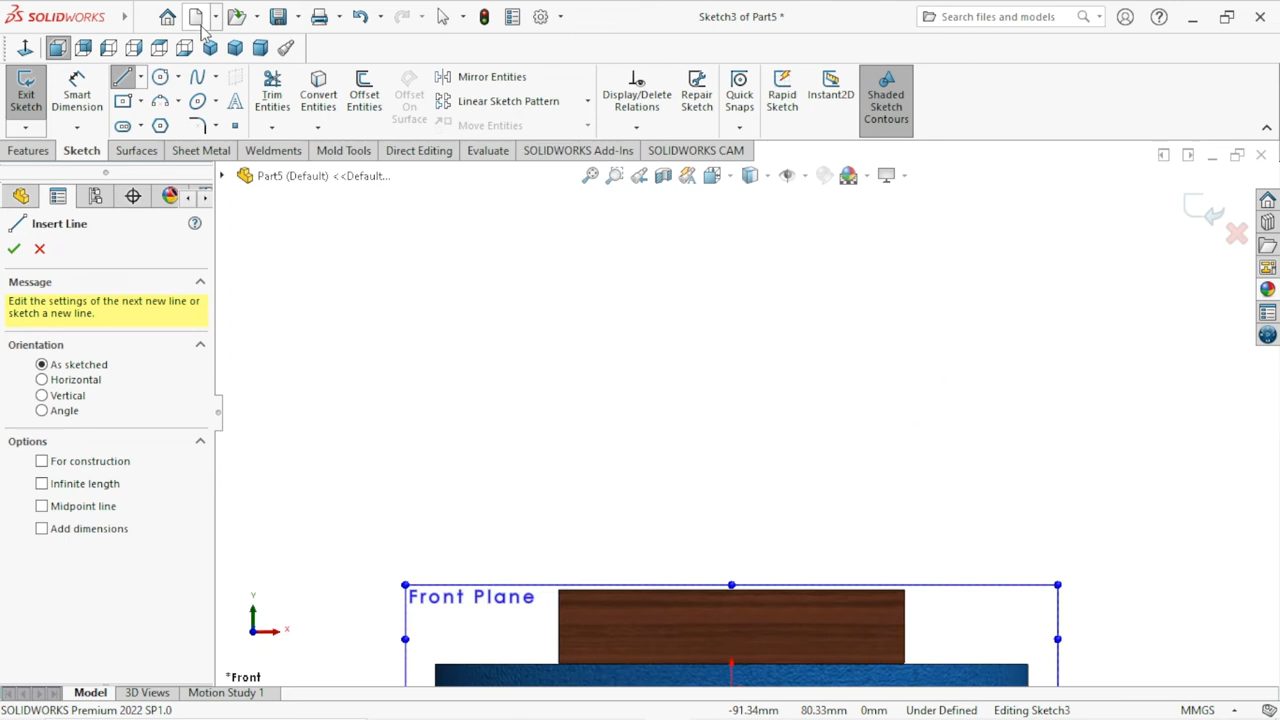 SOLIDWORKS
Sketch3 of Part5 *
Search files and models
Exit Sketch
Smart Dimension
Trim Entities
Convert Entities
Offset Entities
Offset On Surface
Mirror Entities
Linear Sketch Pattern
Move Entities
Display/Delete Relations
Repair Sketch
Quick Snaps
Rapid Sketch
Instant2D
Shaded Sketch Contours
Features
Sketch
Surfaces
Sheet Metal
Weldments
Mold Tools
Direct Editing
Evaluate
SOLIDWORKS Add-Ins
SOLIDWORKS CAM
Part5 (Default) <<Default...
Insert Line
Message
Edit the settings of the next new line or
sketch a new line.
Orientation
As sketched
Horizontal
Vertical
Angle
Options
For construction
Infinite length
Midpoint line
Add dimensions
Front Plane
Y
X
*Front
Model
3D Views
Motion Study 1
SOLIDWORKS Premium 2022 SP1.0
-91.34mm
80.33mm
0mm
Under Defined
Editing Sketch3
MMGS